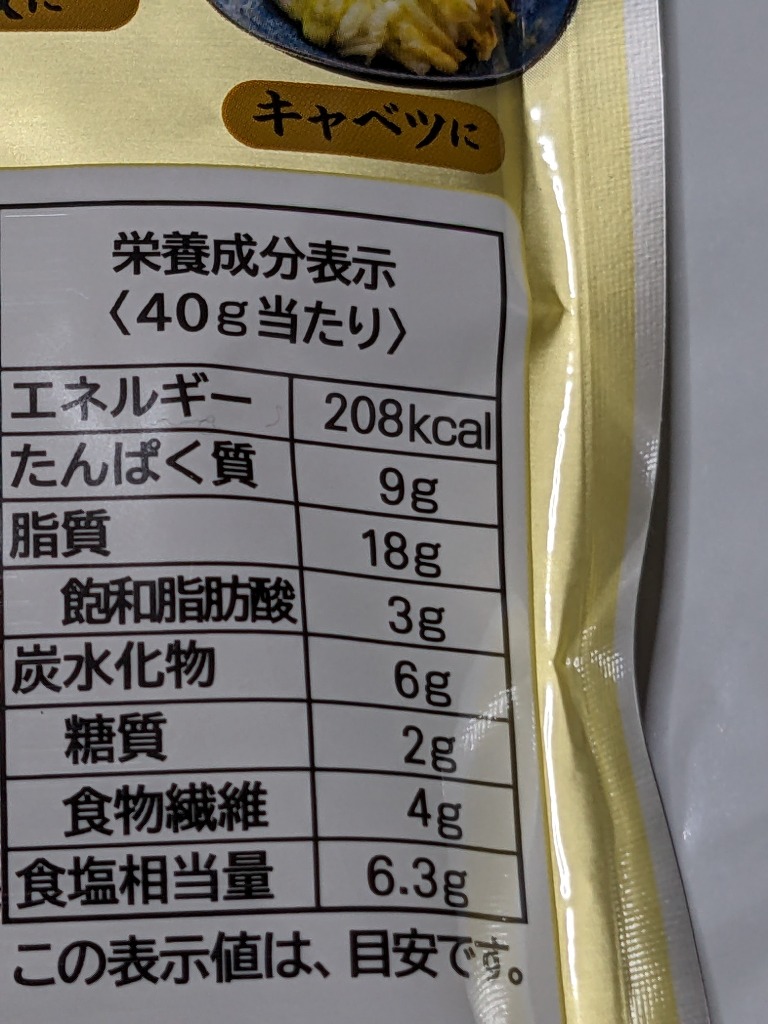 キャベツに
栄養成分表示
〈40g当たり〉
エネルギー 208kcal
たんぱく質 9g
脂質 18g
飽和脂肪酸 3g
炭水化物 6g
糖質 2g
食物繊維 4g
食塩相当量 6.3g
この表示値は、目安です。